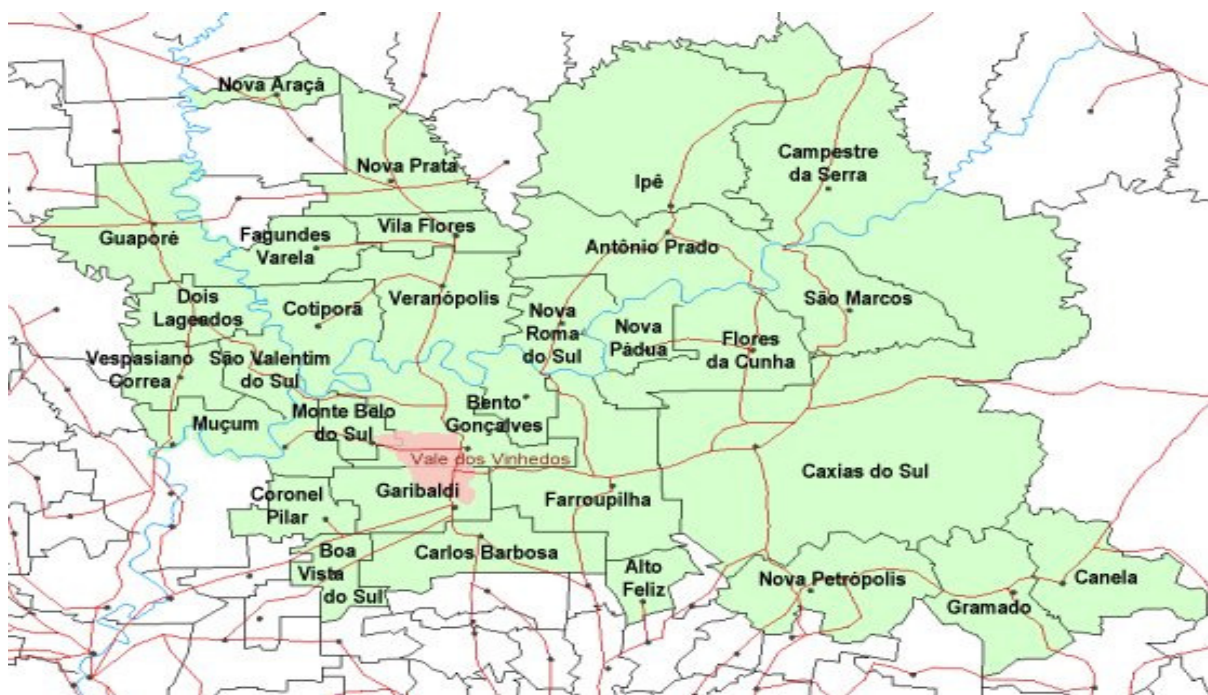 Nova Araçá
Nova Prata
Campestre
da Serra
Ipê
Guaporé
Fagundes
Varela
Vila Flores
Antônio Prado
Dois
Lageados
Cotiporã
Veranópolis
Nova
Roma
do Sul
Nova
Pádua
Flores
da Cunha
São Marcos
Vespasiano
Correa
São Valentim
do Sul
Muçum
Monte Belo
do Sul
Bento
Gonçalves
Vale dos Vinhedos
Caxias do Sul
Coronel
Pilar
Garibaldi
Farroupilha
Boa
Vista
do Sul
Carlos Barbosa
Alto
Feliz
Nova Petrópolis
Gramado
Canela